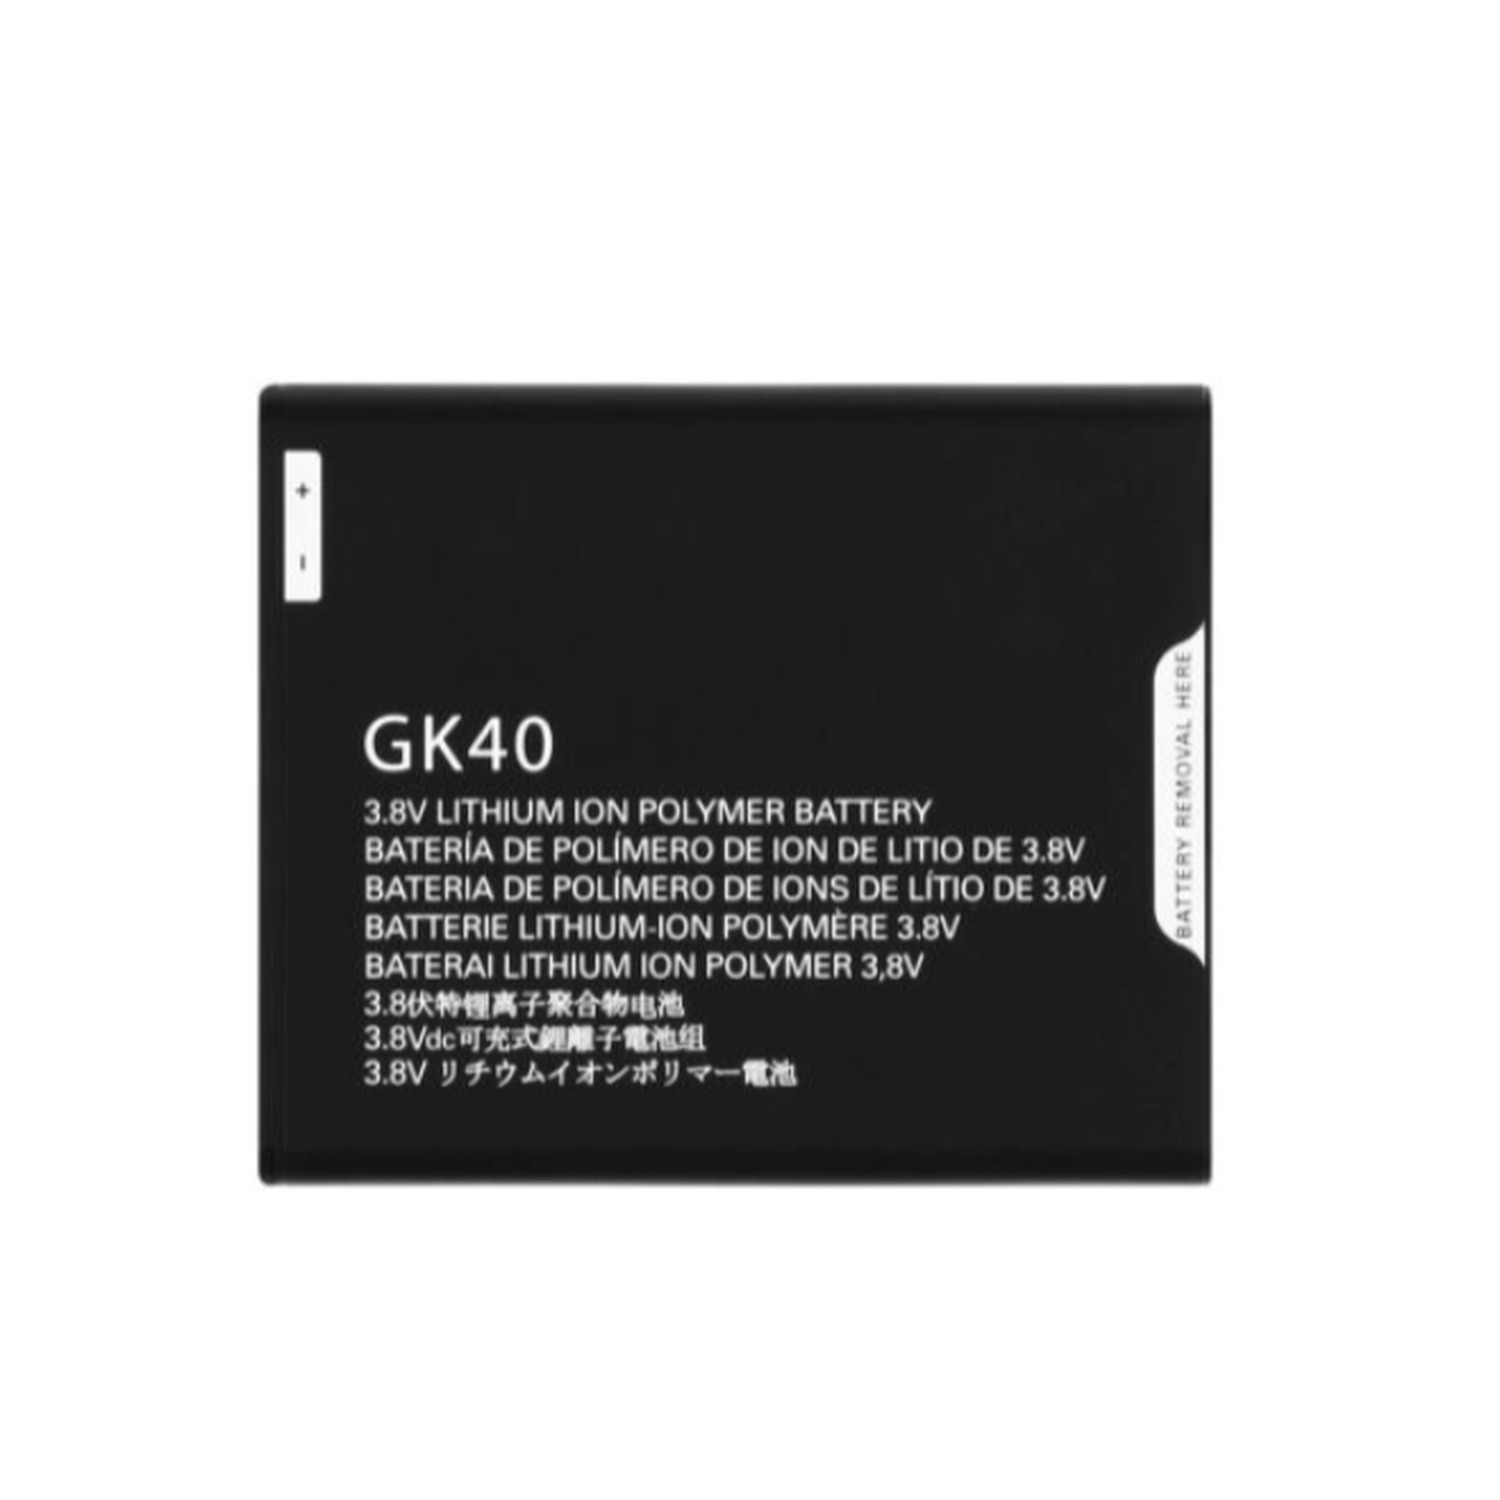 +
-
GK40
3.8V LITHIUM ION POLYMER BATTERY
BATERÍA DE POLÍMERO DE ION DE LITIO DE 3.8V
BATERIA DE POLÍMERO DE IONS DE LÍTIO DE 3.8V
BATTERIE LITHIUM-ION POLYMÈRE 3.8V
BATERAI LITHIUM ION POLYMER 3,8V
3.8伏特锂离子聚合物电池
3.8Vdc可充式鋰離子電池组
3.8V リチウムイオンポリマー電池
BATTERY REMOVAL HERE